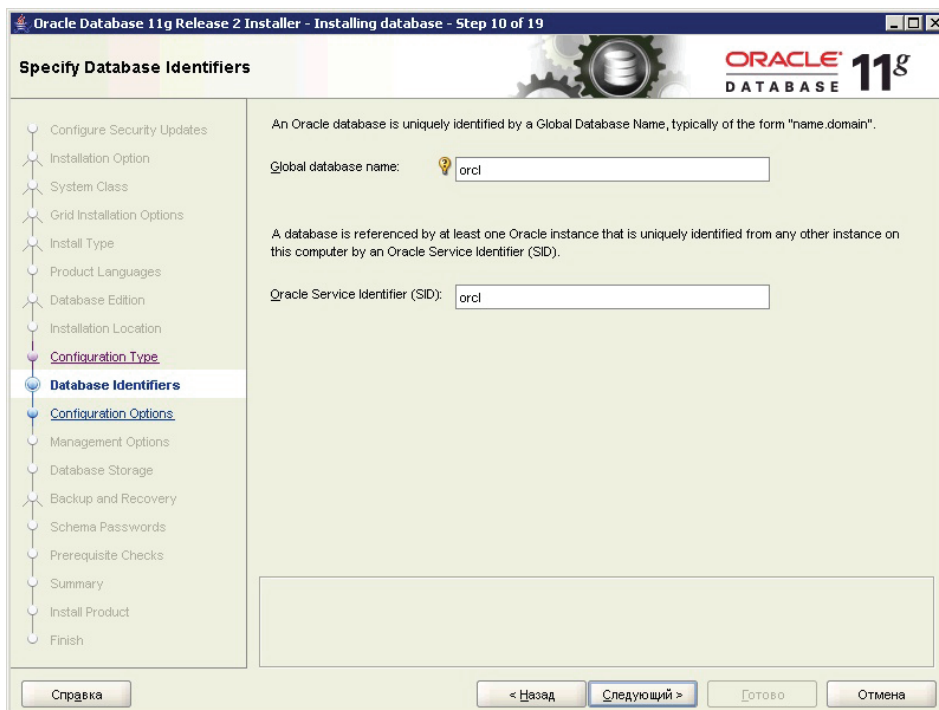 Oracle Database 11g Release 2 Installer - Installing database - Step 10 of 19
Specify Database Identifiers
ORACLE
DATABASE
11g
Configure Security Updates
Installation Option
System Class
Grid Installation Options
Install Type
Product Languages
Database Edition
Installation Location
Configuration Type
Database Identifiers
Configuration Options
Management Options
Database Storage
Backup and Recovery
Schema Passwords
Prerequisite Checks
Summary
Install Product
Finish
An Oracle database is uniquely identified by a Global Database Name, typically of the form "name.domain".
Global database name: orcl
A database is referenced by at least one Oracle instance that is uniquely identified from any other instance on
this computer by an Oracle Service Identifier (SID).
Oracle Service Identifier (SID): orcl
Справка
< Назад
Следующий >
Готово
Отмена